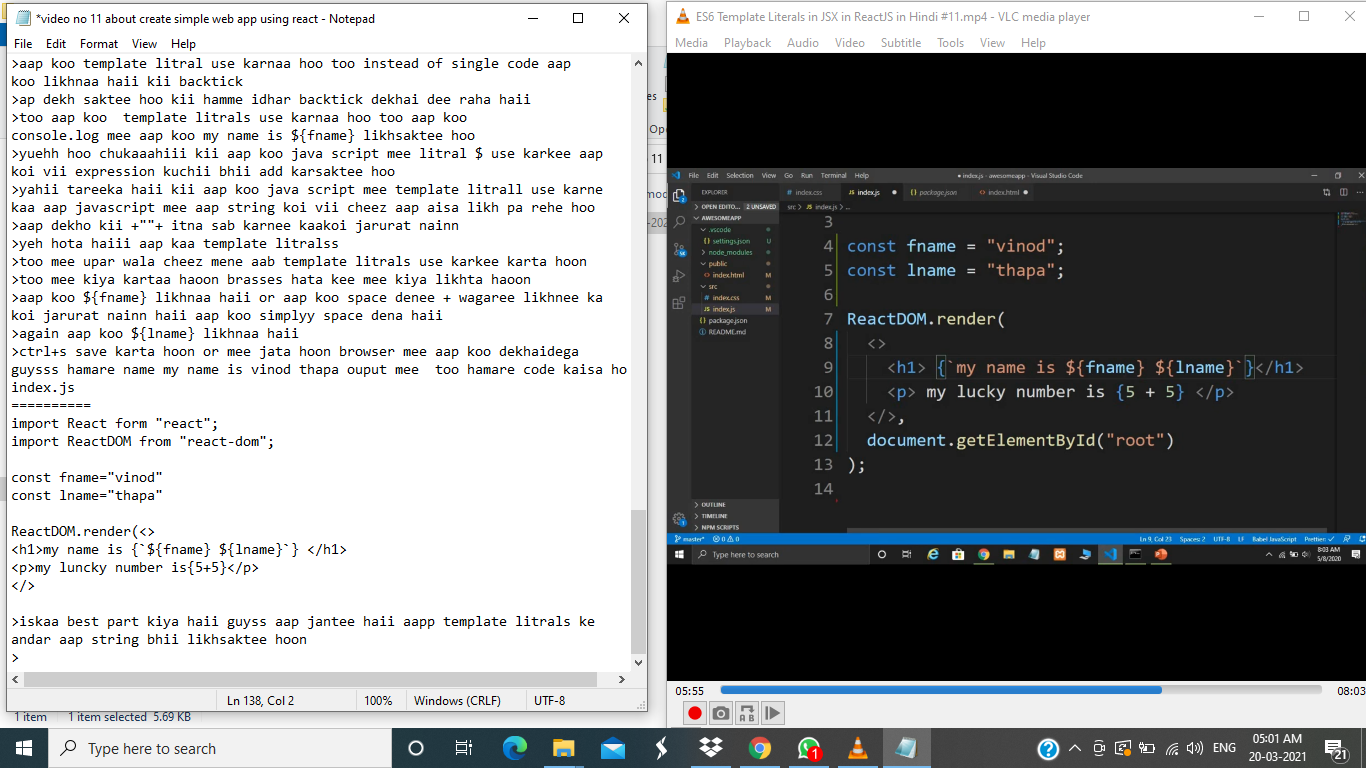 *video no 11 about create simple web app using react - Notepad
File Edit Format View Help
>aap koo template litral use karnaa hoo too instead of single code aap
koo likhnaa haii kii backtick
>ap dekh saktee hoo kii hamme idhar backtick dekhai dee raha haii
>too aap koo  template litrals use karnaa hoo too aap koo
console.log mee aap koo my name is ${fname} likhsaktee hoo
>yuehh hoo chukaaahiii kii aap koo java script mee litral $ use karkee aap
koi vii expression kuchii bhii add karsaktee hoo
>yahii tareeka haii kii aap koo java script mee template litrall use karne
kaa aap javascript mee aap string koi vii cheez aap aisa likh pa rehe hoo
>aap dekho kii +""+ itna sab karnee kaakoi jarurat nainn
>yeh hota haiii aap kaa template litralss
>too mee upar wala cheez mene aab template litrals use karkee karta hoon
>too mee kiya kartaa haoon brasses hata kee mee kiya likhta haoon
>aap koo ${fname} likhnaa haii or aap koo space denee + wagaree likhnee ka
koi jarurat nainn haii aap koo simplyy space dena haii
>again aap koo ${lname} likhnaa haii
>ctrl+s save karta hoon or mee jata hoon browser mee aap koo dekhaidega
guysss hamare name my name is vinod thapa ouput mee  too hamare code kaisa ho
index.js
==========
import React form "react";
import ReactDOM from "react-dom";
const fname="vinod"
const lname="thapa"
ReactDOM.render(<>
<h1>my name is {`${fname} ${lname}`} </h1>
<p>my luncky number is{5+5}</p>
</>
>iskaa best part kiya haii guyss aap jantee haii aapp template litrals ke
andar aap string bhii likhsaktee hoon
>
Ln 138, Col 2 100% Windows (CRLF) UTF-8
1 item 1 item selected 5.69 KB
es
Op
11
mod
-202
ES6 Template Literals in JSX in ReactJS in Hindi #11.mp4 - VLC media player
Media Playback Audio Video Subtitle Tools View Help
File Edit Selection View Go Run Terminal Help ● index.js - awesomeapp - Visual Studio Code
EXPLORER # index.css JS index.js ● {} package.json <> index.html ●
> OPEN EDITO... 2 UNSAVED src > JS index.js > ...
AWESOMEAPP
.vscode
{} settings.json U
> node_modules
public
<> index.html M
src
# index.css M
JS index.js M
{} package.json M
README.md
> OUTLINE
> TIMELINE
> NPM SCRIPTS
3
4 const fname = "vinod";
5 const lname = "thapa";
6
7 ReactDOM.render(
8 <>
9 <h1> {`my name is ${fname} ${lname}`}</h1>
10 <p> my lucky number is {5 + 5} </p>
11 </>,
12 document.getElementById("root")
13 );
14
master* 0 0 Ln 9, Col 23 Spaces: 2 UTF-8 LF Babel JavaScript Prettier: ✓
Type here to search 8:03 AM
5/8/2020
05:55 08:03
A B
Type here to search 1 ENG 05:01 AM
20-03-2021 21